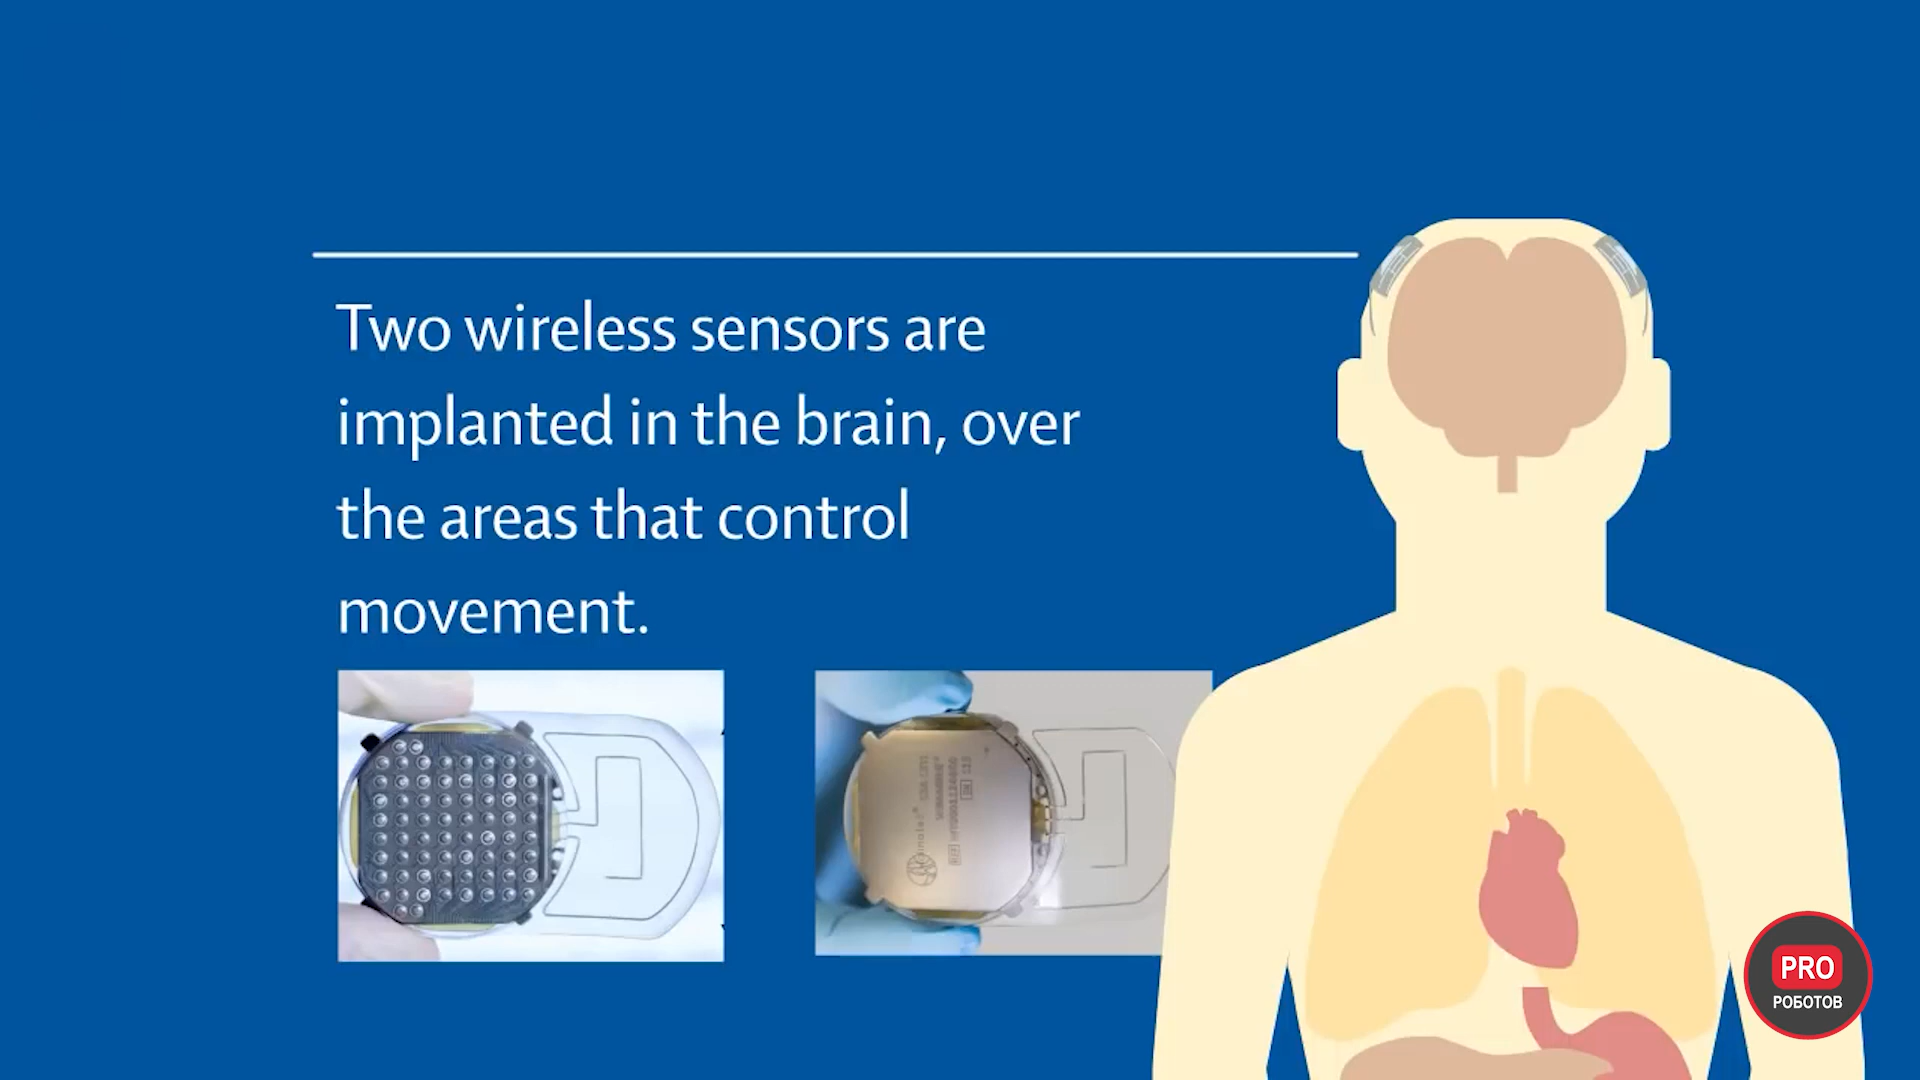 Two wireless sensors are
implanted in the brain, over
the areas that control
movement.
PRO
РОБОТОВ